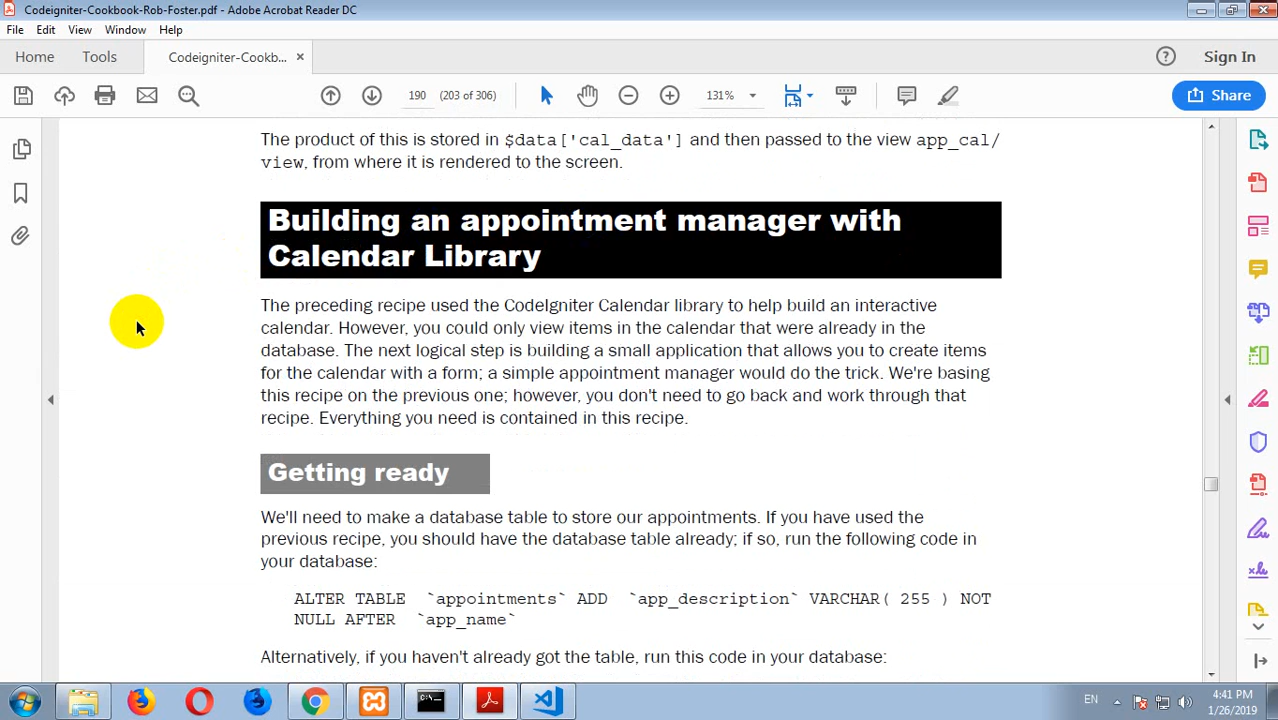 Codeigniter-Cookbook-Rob-Foster.pdf - Adobe Acrobat Reader DC
File Edit View Window Help
Home Tools Codeigniter-Cookb... × Sign In
190 (203 of 306) 131% Share
The product of this is stored in $data['cal_data'] and then passed to the view app_cal/
view, from where it is rendered to the screen.
Building an appointment manager with
Calendar Library
The preceding recipe used the CodeIgniter Calendar library to help build an interactive
calendar. However, you could only view items in the calendar that were already in the
database. The next logical step is building a small application that allows you to create items
for the calendar with a form; a simple appointment manager would do the trick. We're basing
this recipe on the previous one; however, you don't need to go back and work through that
recipe. Everything you need is contained in this recipe.
Getting ready
We'll need to make a database table to store our appointments. If you have used the
previous recipe, you should have the database table already; if so, run the following code in
your database:
ALTER TABLE `appointments` ADD `app_description` VARCHAR( 255 ) NOT
NULL AFTER `app_name`
Alternatively, if you haven't already got the table, run this code in your database:
EN 4:41 PM
1/26/2019